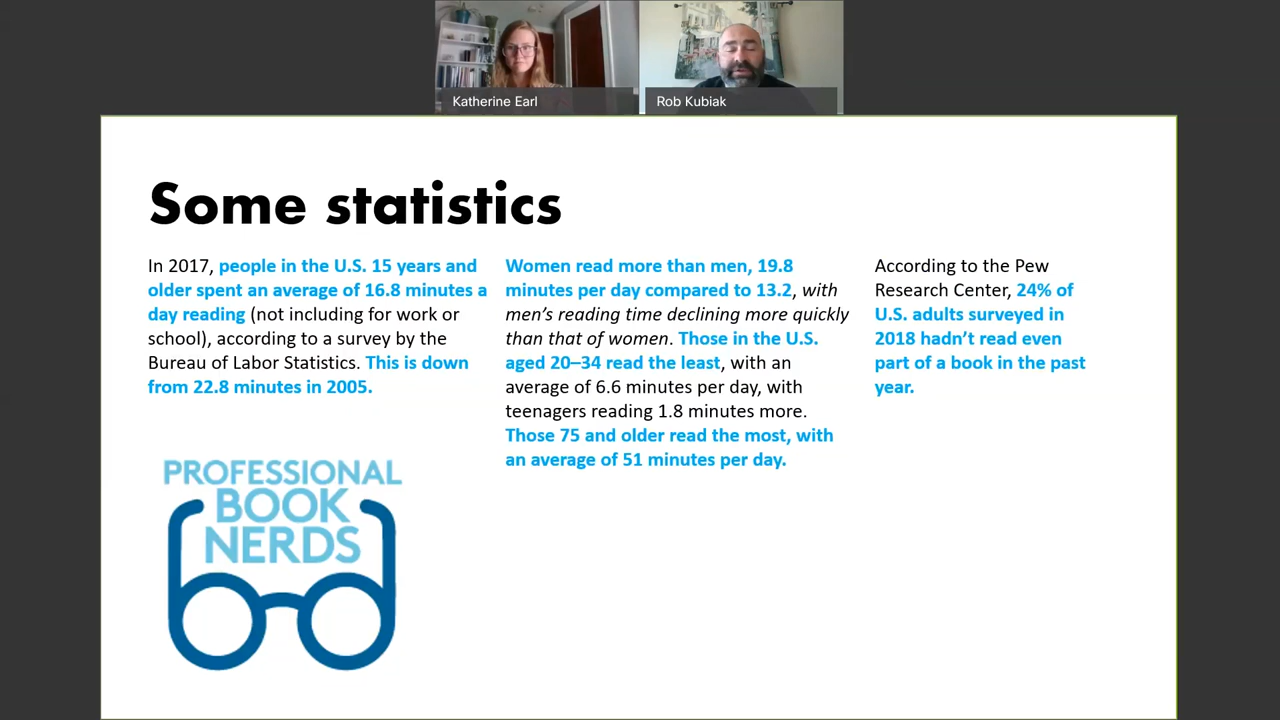 Katherine Earl
Rob Kubiak
Some statistics
In 2017, people in the U.S. 15 years and
older spent an average of 16.8 minutes a
day reading (not including for work or
school), according to a survey by the
Bureau of Labor Statistics. This is down
from 22.8 minutes in 2005.
Women read more than men, 19.8
minutes per day compared to 13.2, with
men’s reading time declining more quickly
than that of women. Those in the U.S.
aged 20–34 read the least, with an
average of 6.6 minutes per day, with
teenagers reading 1.8 minutes more.
Those 75 and older read the most, with
an average of 51 minutes per day.
According to the Pew
Research Center, 24% of
U.S. adults surveyed in
2018 hadn’t read even
part of a book in the past
year.
PROFESSIONAL
BOOK
NERDS